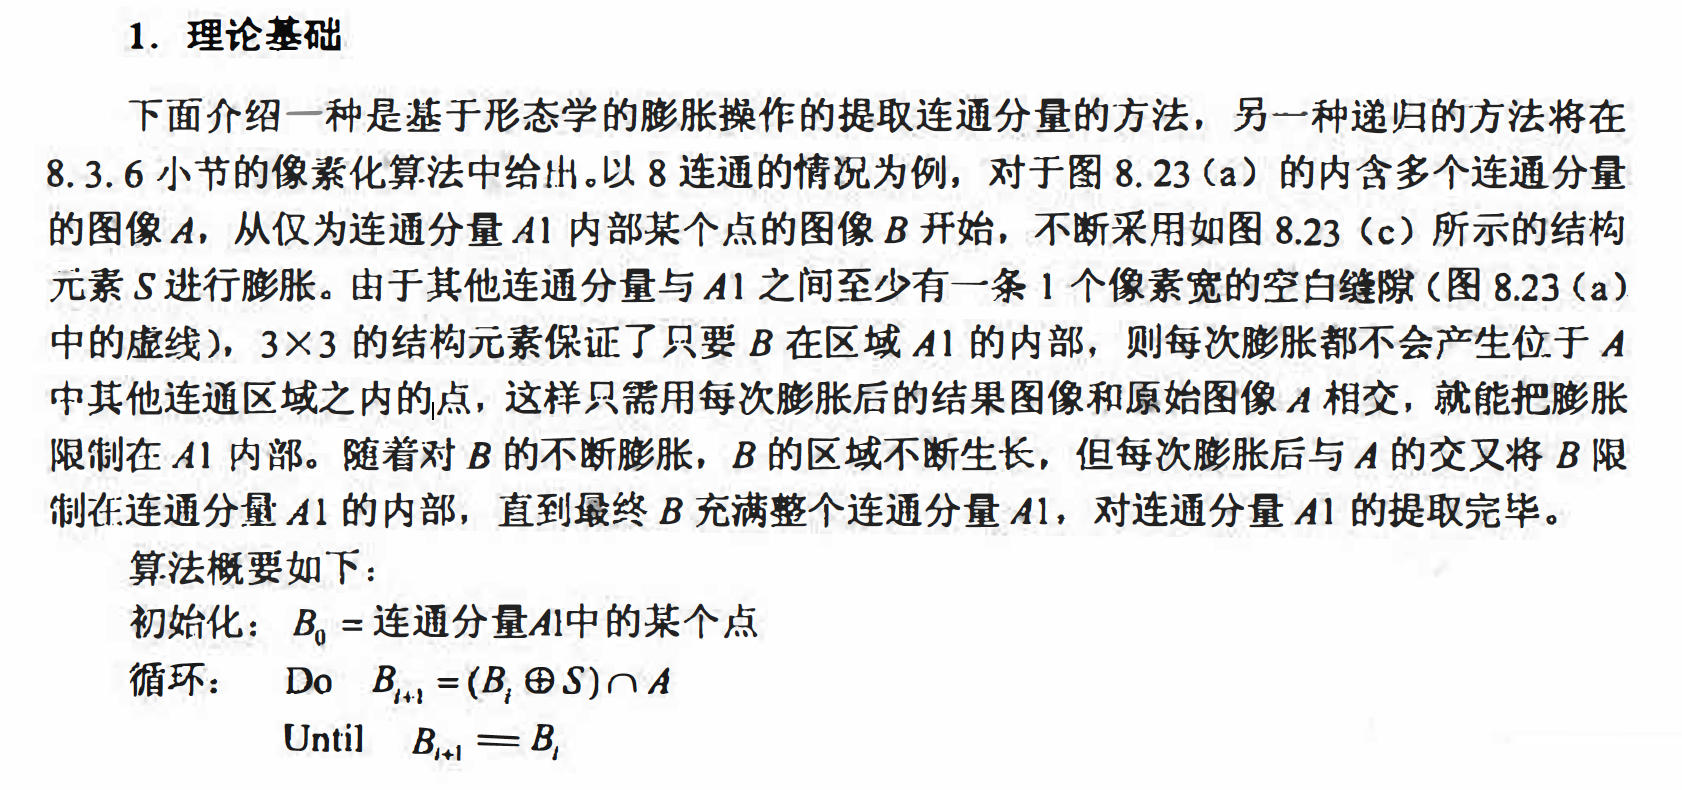 1. 理论基础
下面介绍一种是基于形态学的膨胀操作的提取连通分量的方法，另一种递归的方法将在
8.3.6 小节的像素化算法中给出。以 8 连通的情况为例，对于图 8.23（a）的内含多个连通分量
的图像 A，从仅为连通分量 A1 内部某个点的图像 B 开始，不断采用如图 8.23（c）所示的结构
元素 S 进行膨胀。由于其他连通分量与 A1 之间至少有一条 1 个像素宽的空白缝隙（图 8.23（a）
中的虚线），3×3 的结构元素保证了只要 B 在区域 A1 的内部，则每次膨胀都不会产生位于 A
中其他连通区域之内的点，这样只需用每次膨胀后的结果图像和原始图像 A 相交，就能把膨胀
限制在 A1 内部。随着对 B 的不断膨胀，B 的区域不断生长，但每次膨胀后与 A 的交又将 B 限
制在连通分量 A1 的内部，直到最终 B 充满整个连通分量 A1，对连通分量 A1 的提取完毕。
算法概要如下：
初始化： B₀ = 连通分量A1中的某个点
循环： Do Bᵢ₊₁ = (Bᵢ ⊕ S) ∩ A
Until Bᵢ₊₁ == Bᵢ